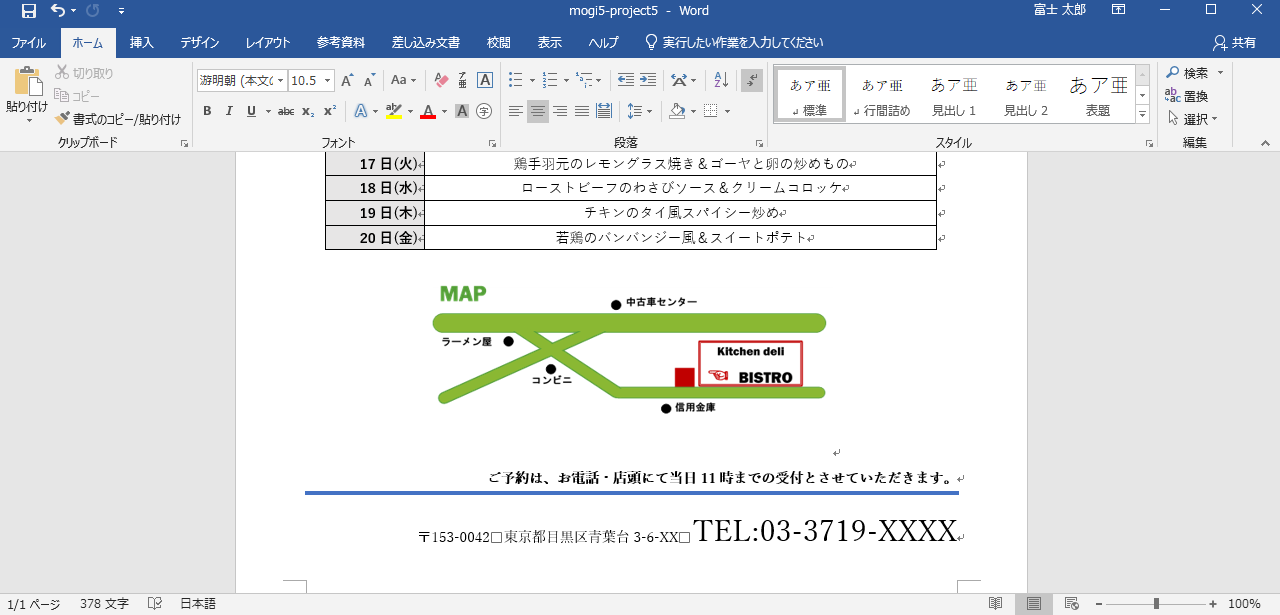 mogi5-project5 - Word
富士 太郎
ファイル ホーム 挿入 デザイン レイアウト 参考資料 差し込み文書 校閲 表示 ヘルプ 実行したい作業を入力してください 共有
貼り付け
切り取り
コピー
書式のコピー/貼り付け
クリップボード
游明朝 (本文の 10.5
フォント
段落
あア亜 あア亜 あア亜 あア亜 あア亜
標準 行間詰め 見出し 1 見出し 2 表題
スタイル
検索
置換
選択
編集
17 日(火) 鶏手羽元のレモングラス焼き＆ゴーヤと卵の炒めもの
18 日(水) ローストビーフのわさびソース＆クリームコロッケ
19 日(木) チキンのタイ風スパイシー炒め
20 日(金) 若鶏のバンバンジー風＆スイートポテト
MAP
中古車センター
ラーメン屋
Kitchen deli
BISTRO
コンビニ
信用金庫
ご予約は、お電話・店頭にて当日 11 時までの受付とさせていただきます。
〒153-0042□東京都目黒区青葉台 3-6-XX□TEL:03-3719-XXXX
1/1 ページ 378 文字 日本語 100%